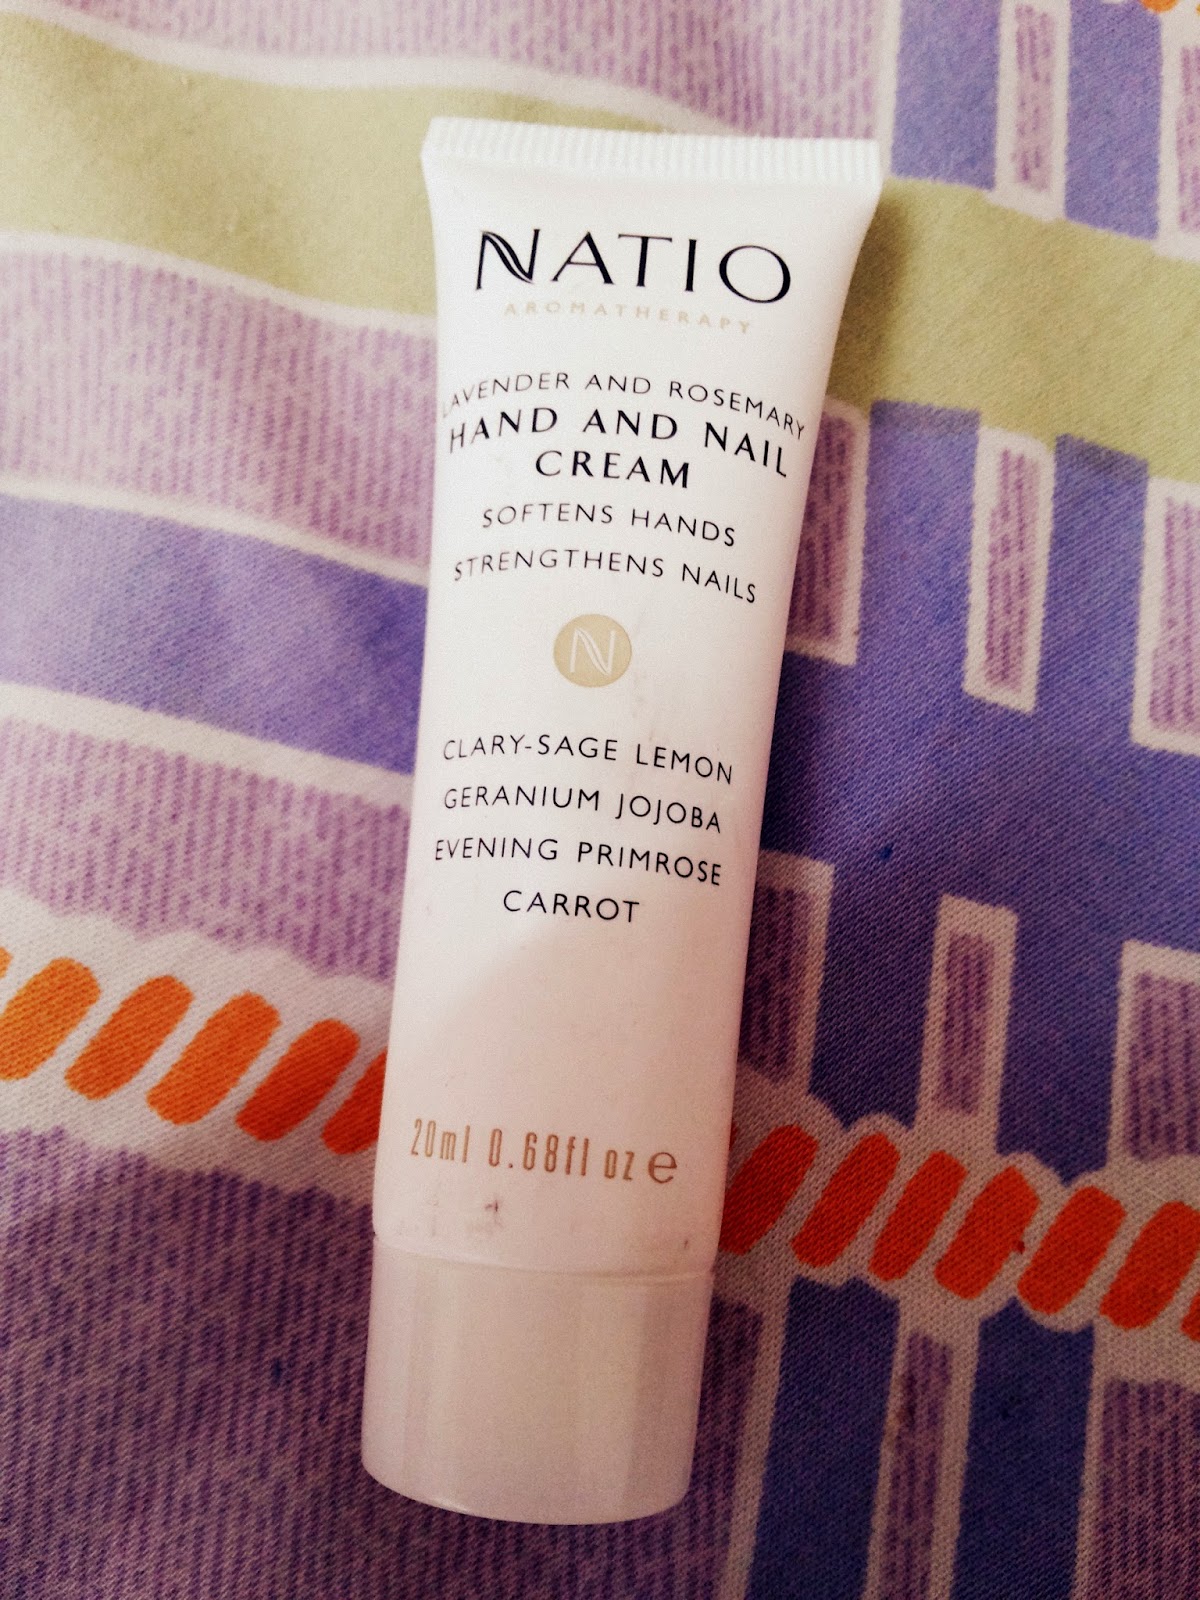 NATIO
AROMATHERAPY
LAVENDER AND ROSEMARY
HAND AND NAIL
CREAM
SOFTENS HANDS
STRENGTHENS NAILS
N
CLARY-SAGE LEMON
GERANIUM JOJOBA
EVENING PRIMROSE
CARROT
20ml 0.68fl oz e